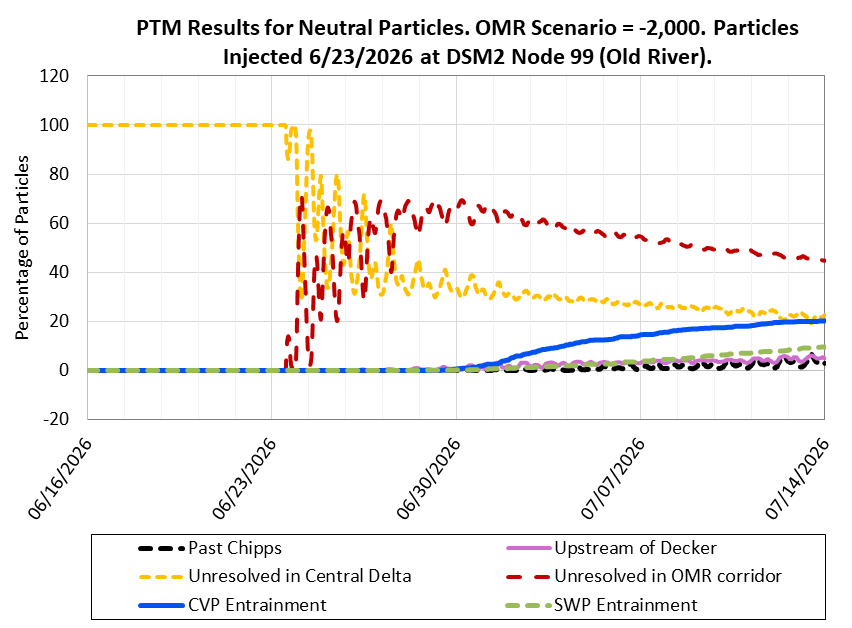 PTM Results for Neutral Particles. OMR Scenario = -2,000. Particles
Injected 6/23/2026 at DSM2 Node 99 (Old River).
120
100
80
60
40
20
0
-20
Percentage of Particles
06/16/2026
06/23/2026
06/30/2026
07/07/2026
07/14/2026
Past Chipps
Upstream of Decker
Unresolved in Central Delta
Unresolved in OMR corridor
CVP Entrainment
SWP Entrainment